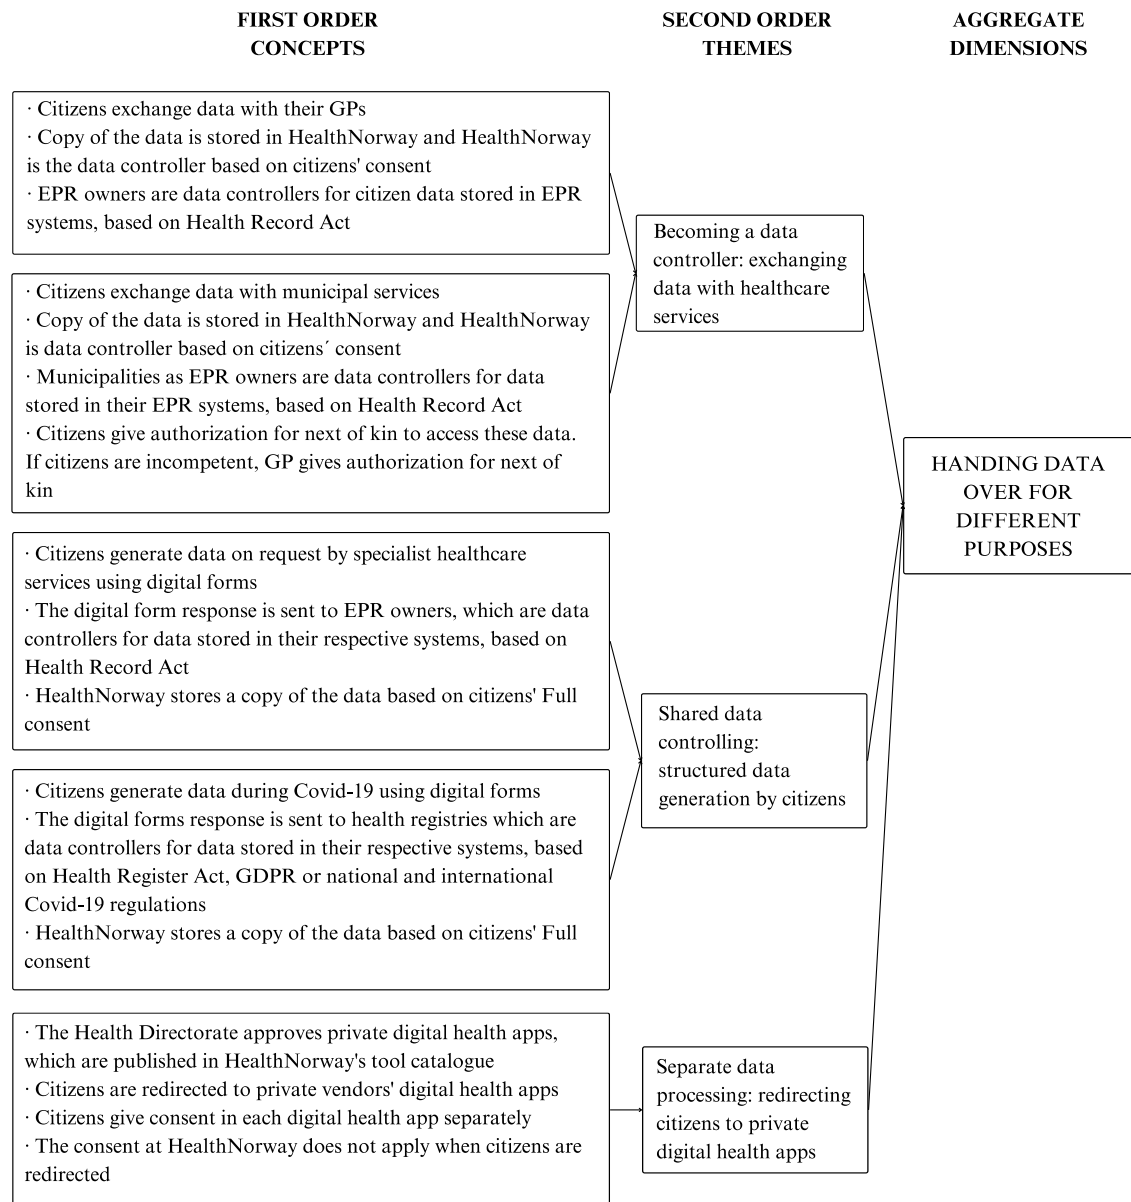 FIRST ORDER
CONCEPTS
SECOND ORDER
THEMES
AGGREGATE
DIMENSIONS
· Citizens exchange data with their GPs
· Copy of the data is stored in HealthNorway and HealthNorway
is the data controller based on citizens' consent
· EPR owners are data controllers for citizen data stored in EPR
systems, based on Health Record Act
· Citizens exchange data with municipal services
· Copy of the data is stored in HealthNorway and HealthNorway
is data controller based on citizens´ consent
· Municipalities as EPR owners are data controllers for data
stored in their EPR systems, based on Health Record Act
· Citizens give authorization for next of kin to access these data.
If citizens are incompetent, GP gives authorization for next of
kin
· Citizens generate data on request by specialist healthcare
services using digital forms
· The digital form response is sent to EPR owners, which are data
controllers for data stored in their respective systems, based on
Health Record Act
· HealthNorway stores a copy of the data based on citizens' Full
consent
· Citizens generate data during Covid-19 using digital forms
· The digital forms response is sent to health registries which are
data controllers for data stored in their respective systems, based
on Health Register Act, GDPR or national and international
Covid-19 regulations
· HealthNorway stores a copy of the data based on citizens' Full
consent
· The Health Directorate approves private digital health apps,
which are published in HealthNorway's tool catalogue
· Citizens are redirected to private vendors' digital health apps
· Citizens give consent in each digital health app separately
· The consent at HealthNorway does not apply when citizens are
redirected
Becoming a data
controller: exchanging
data with healthcare
services
Shared data
controlling:
structured data
generation by citizens
Separate data
processing: redirecting
citizens to private
digital health apps
HANDING DATA
OVER FOR
DIFFERENT
PURPOSES